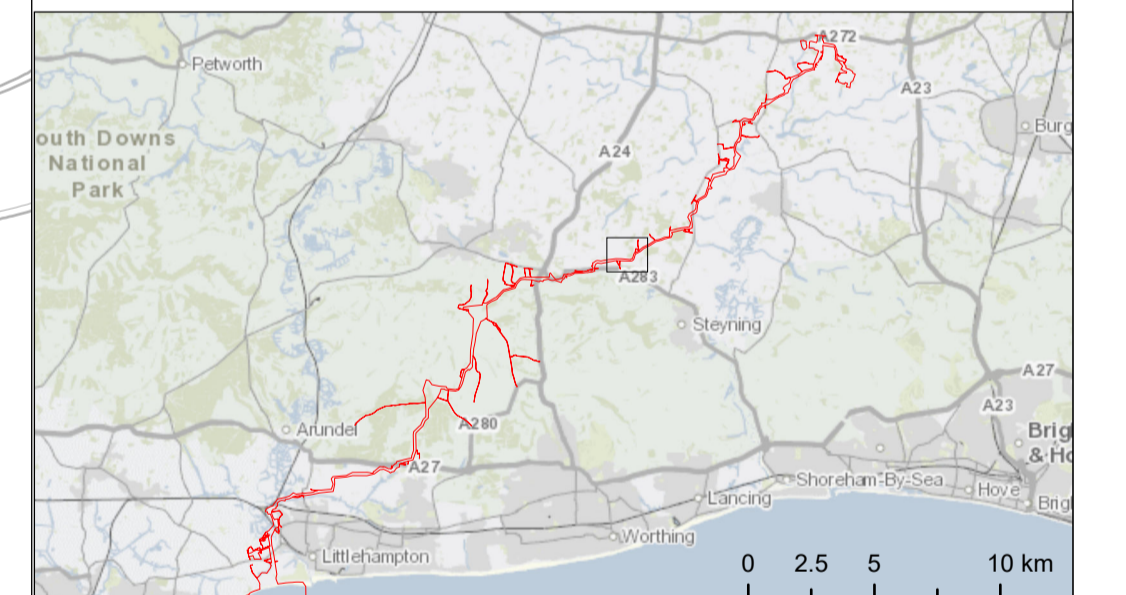 A272
Petworth
A23
Burg
outh Downs
National
Park
A24
A283
Steyning
A27
A23
Arundel
A280
Brig
& Ho
A27
Shoreham-By-Sea
Hove
Lancing
Brig
Worthing
Littlehampton
0 2.5 5 10 km